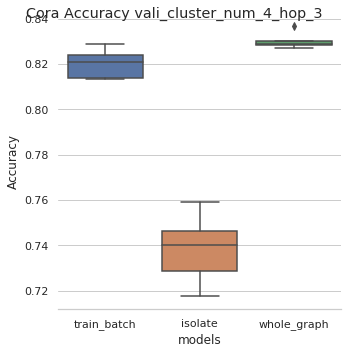 Cora Accuracy vali_cluster_num_4_hop_3
0.84
0.82
0.80
0.78
0.76
0.74
0.72
Accuracy
train_batch
isolate
whole_graph
models